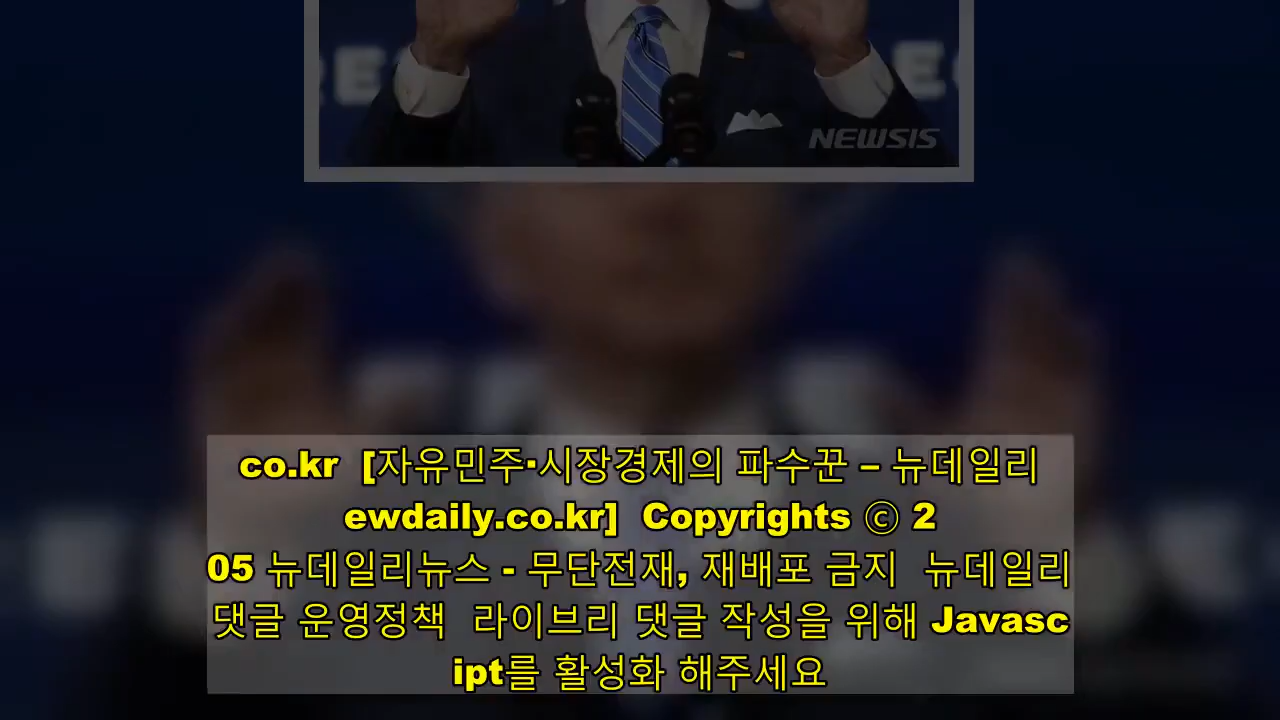 NEWSIS
co.kr [자유민주·시장경제의 파수꾼 – 뉴데일리
ewdaily.co.kr] Copyrights ⓒ 2
05 뉴데일리뉴스 - 무단전재, 재배포 금지 뉴데일리
댓글 운영정책 라이브리 댓글 작성을 위해 Javasc
ipt를 활성화 해주세요